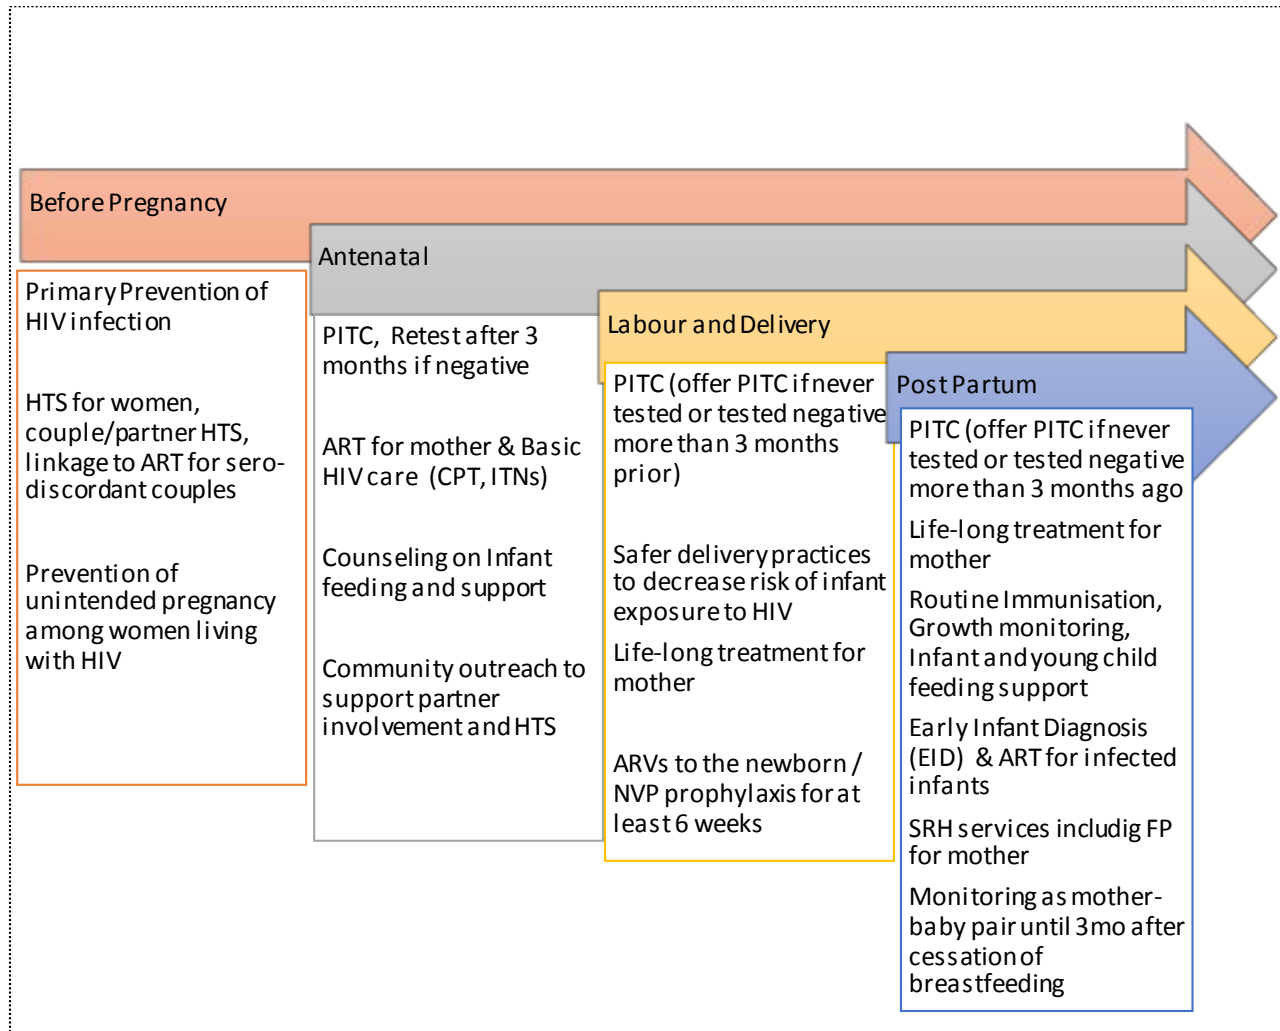 Before Pregnancy
Primary Prevention of
HIV infection
HTS for women,
couple/partner HTS,
linkage to ART for sero-
discordant couples
Prevention of
unintended pregnancy
among women living
with HIV
Antenatal
PITC, Retest after 3
months if negative
ART for mother & Basic
HIV care (CPT, ITNs)
Counseling on Infant
feeding and support
Community outreach to
support partner
involvement and HTS
Labour and Delivery
PITC (offer PITC if never
tested or tested negative
more than 3 months
prior)
Safer delivery practices
to decrease risk of infant
exposure to HIV
Life-long treatment for
mother
ARVs to the newborn /
NVP prophylaxis for at
least 6 weeks
Post Partum
PITC (offer PITC if never
tested or tested negative
more than 3 months ago
Life-long treatment for
mother
Routine Immunisation,
Growth monitoring,
Infant and young child
feeding support
Early Infant Diagnosis
(EID) & ART for infected
infants
SRH services includig FP
for mother
Monitoring as mother-
baby pair until 3mo after
cessation of
breastfeeding